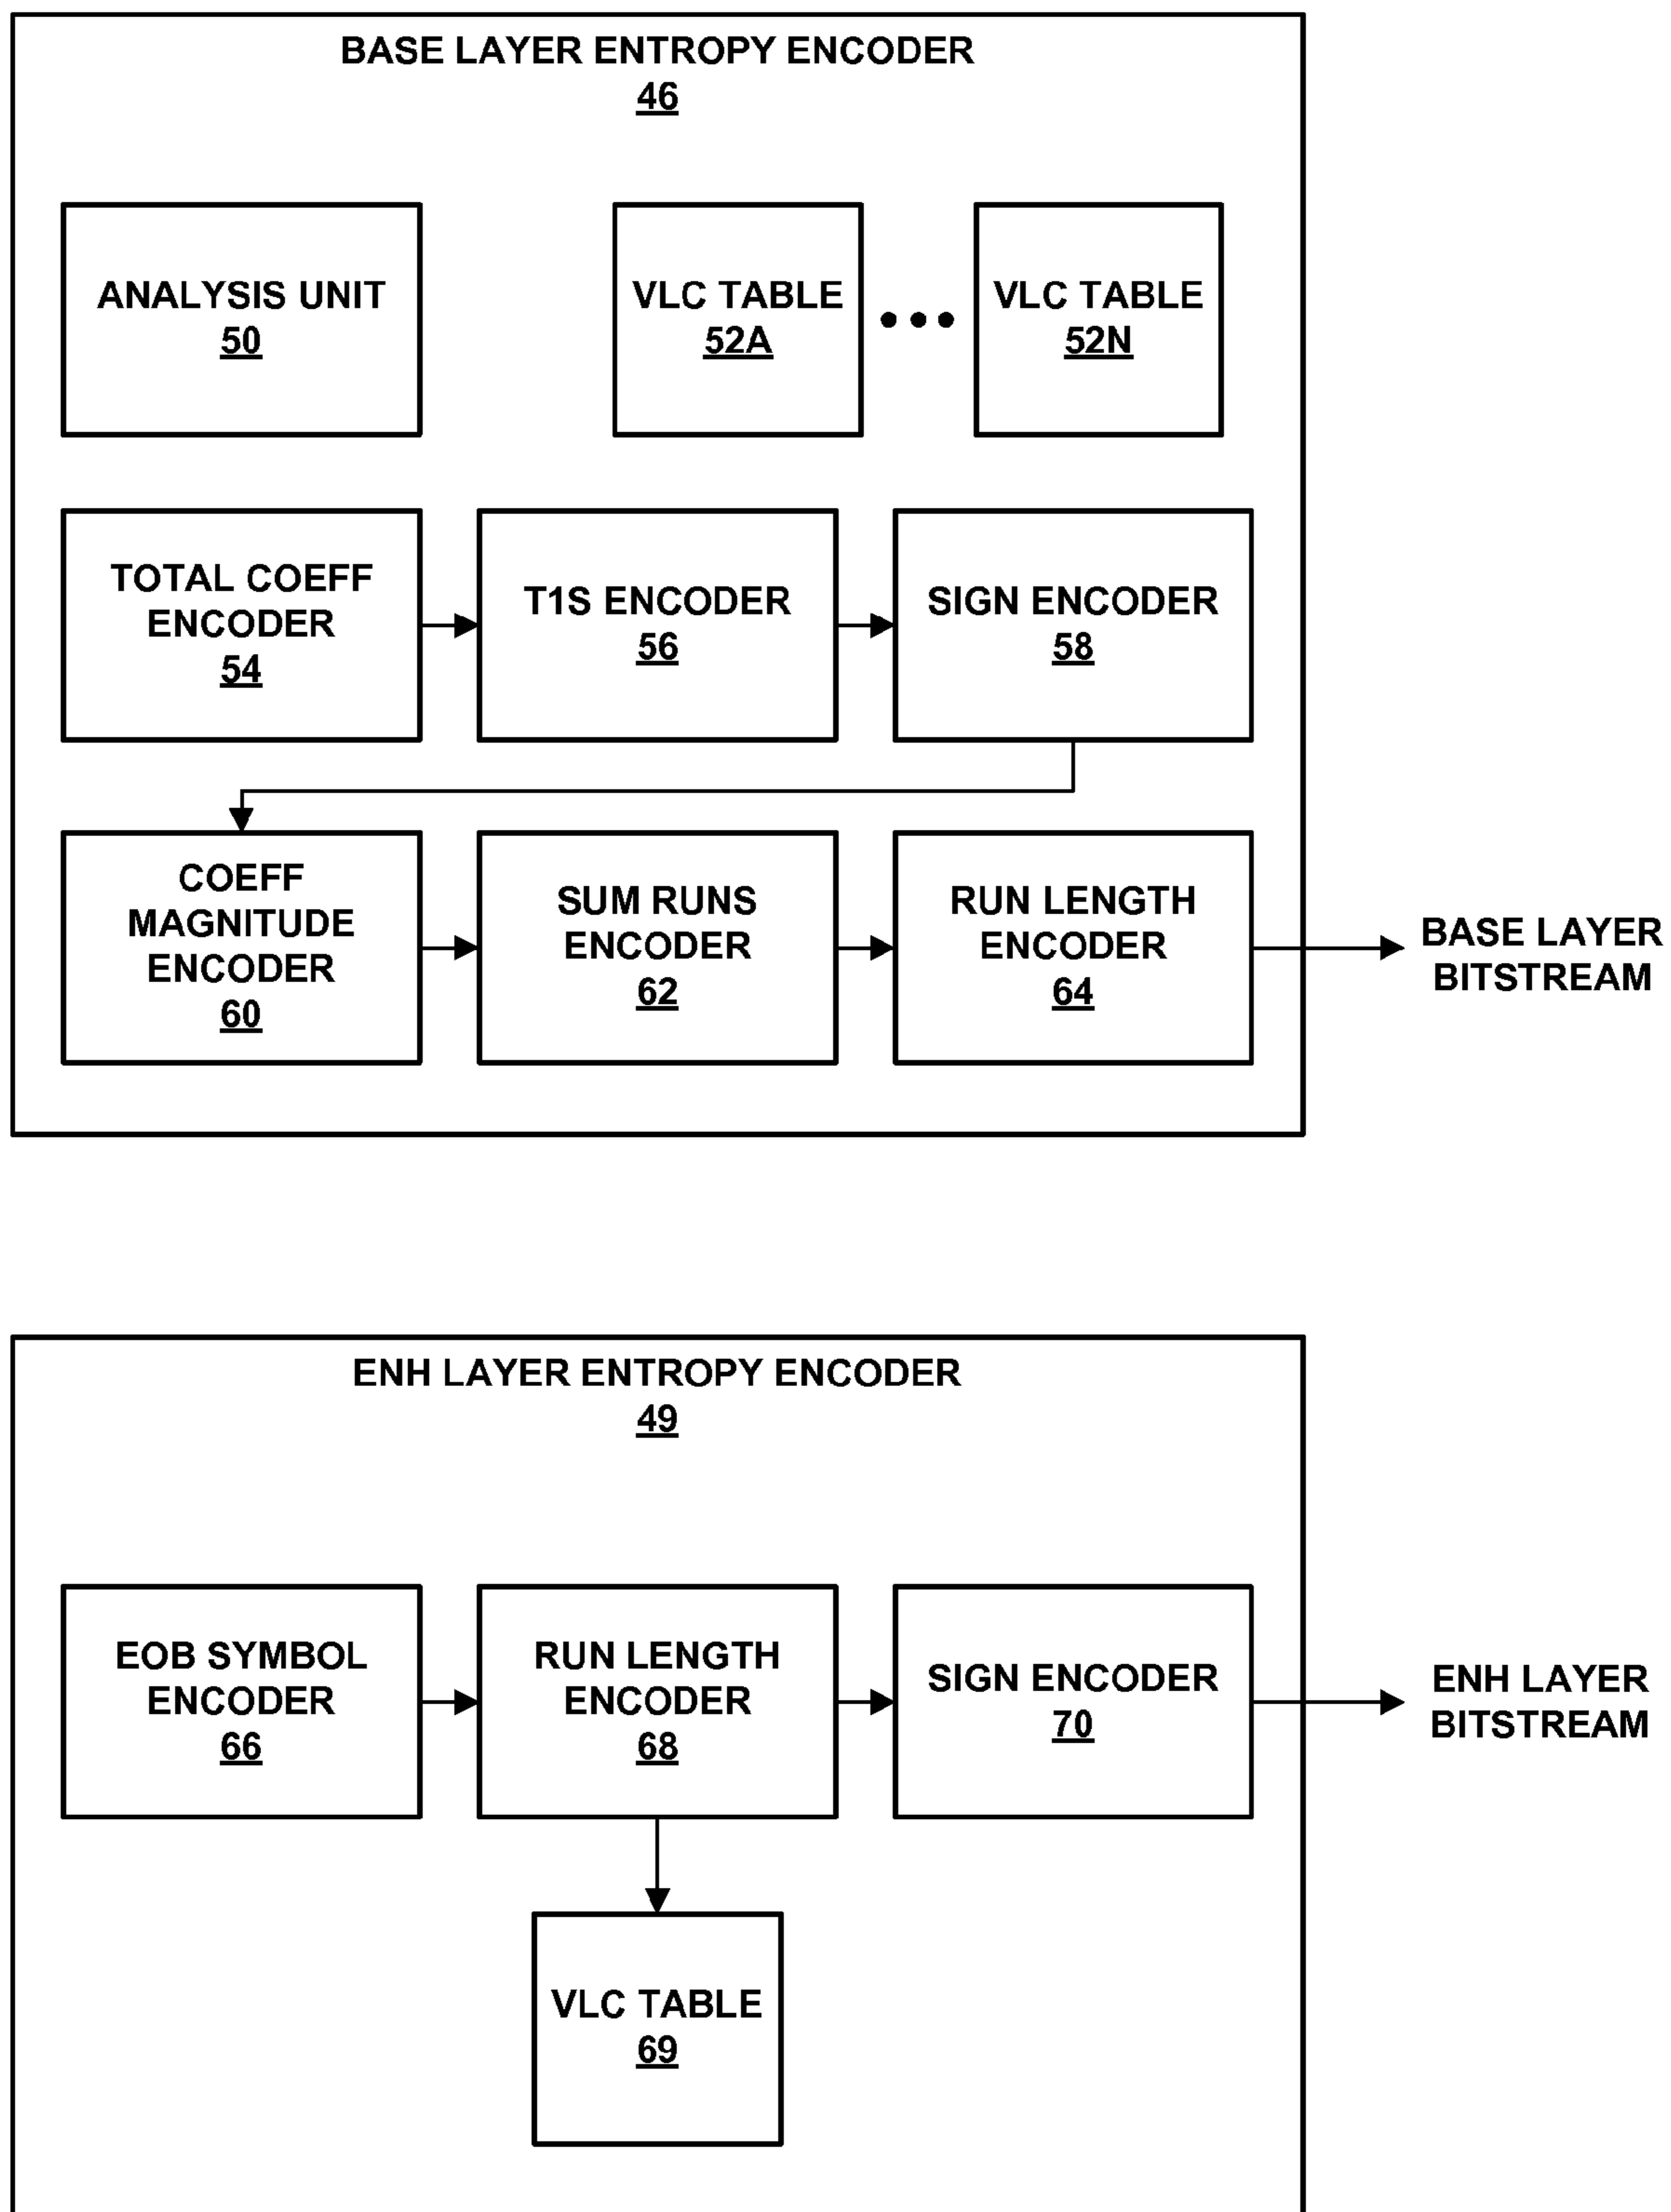 BASE LAYER ENTROPY ENCODER
46
ANALYSIS UNIT
50
VLC TABLE
52A
VLC TABLE
52N
TOTAL COEFF
ENCODER
54
T1S ENCODER
56
SIGN ENCODER
58
COEFF
MAGNITUDE
ENCODER
60
SUM RUNS
ENCODER
62
RUN LENGTH
ENCODER
64
BASE LAYER
BITSTREAM
ENH LAYER ENTROPY ENCODER
49
EOB SYMBOL
ENCODER
66
RUN LENGTH
ENCODER
68
SIGN ENCODER
70
ENH LAYER
BITSTREAM
VLC TABLE
69